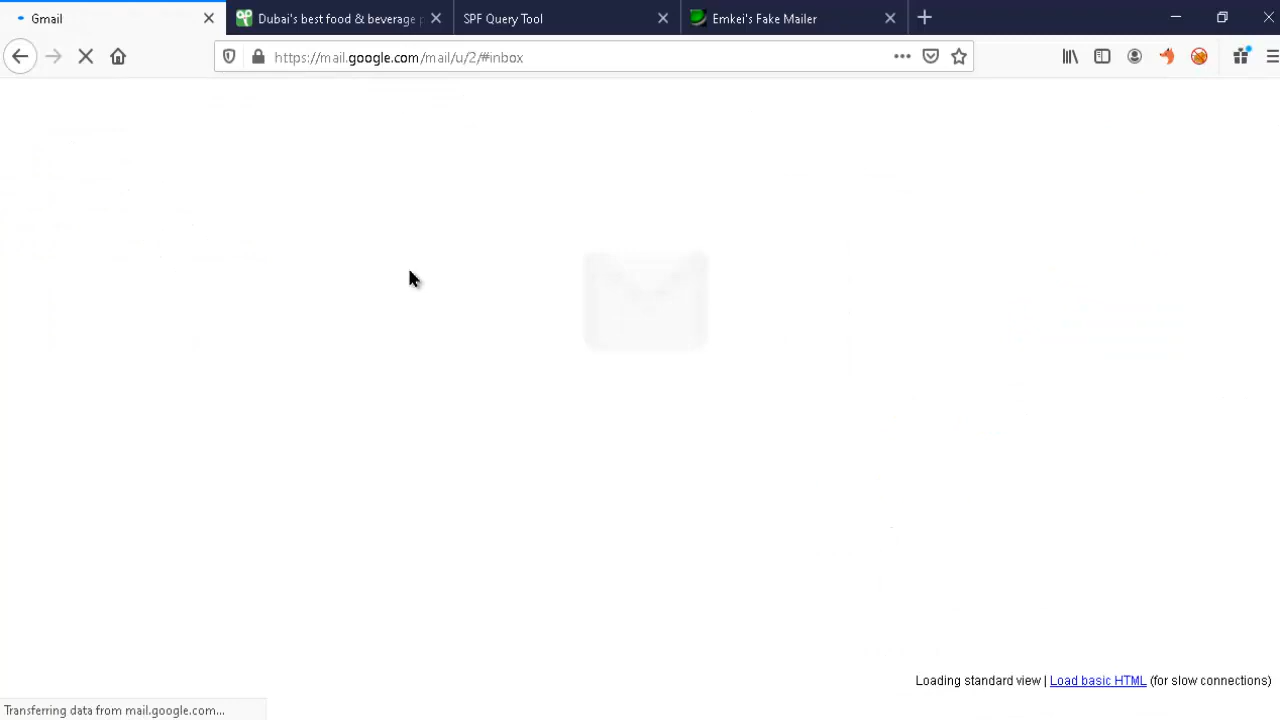 Gmail
Dubai's best food & beverage p
SPF Query Tool
Emkei's Fake Mailer
https://mail.google.com/mail/u/2/#inbox
Loading standard view | Load basic HTML (for slow connections)
Transferring data from mail.google.com...